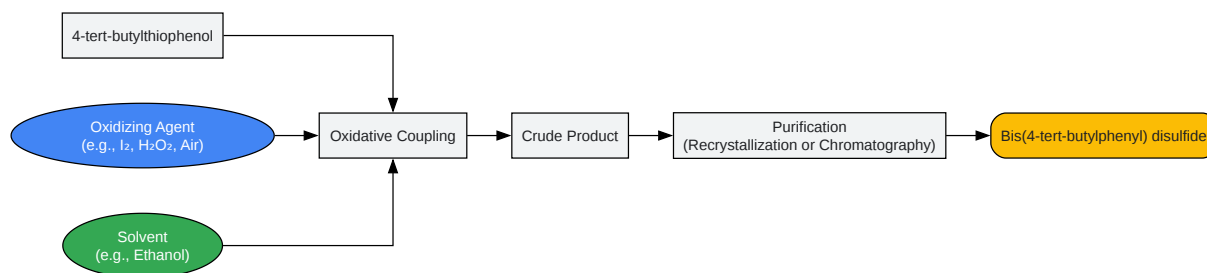 4-tert-butylthiophenol
Oxidizing Agent
(e.g., I₂, H₂O₂, Air)
Oxidative Coupling
Crude Product
Purification
(Recrystallization or Chromatography)
Bis(4-tert-butylphenyl) disulfide
Solvent
(e.g., Ethanol)